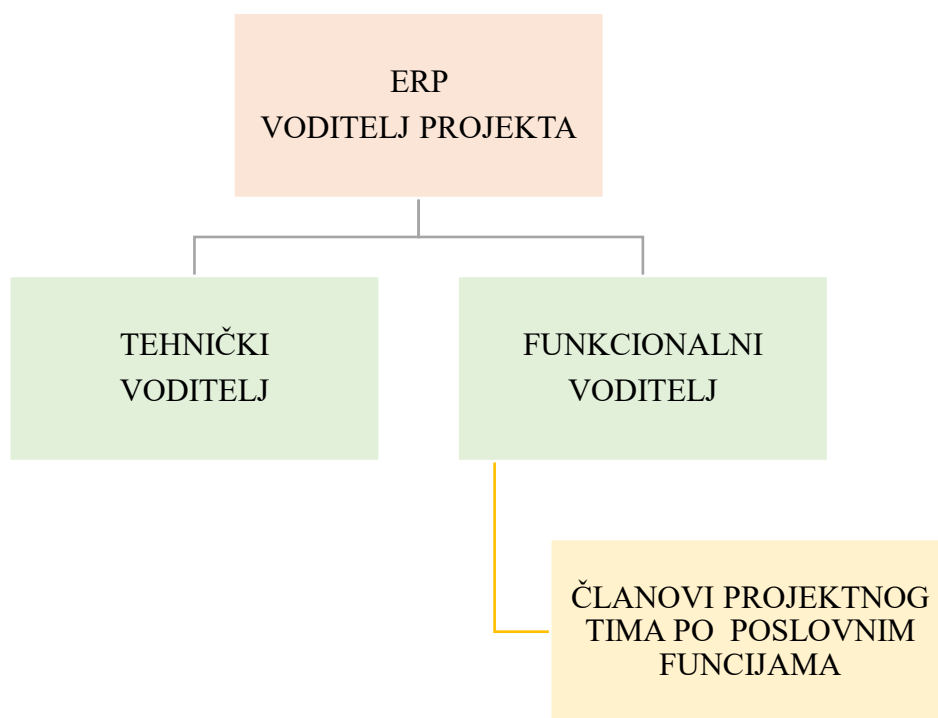 ERP
VODITELJ PROJEKTA
TEHNIČKI
VODITELJ
FUNKCIONALNI
VODITELJ
ČLANOVI PROJEKTNOG
TIMA PO POSLOVNIM
FUNCIJAMA